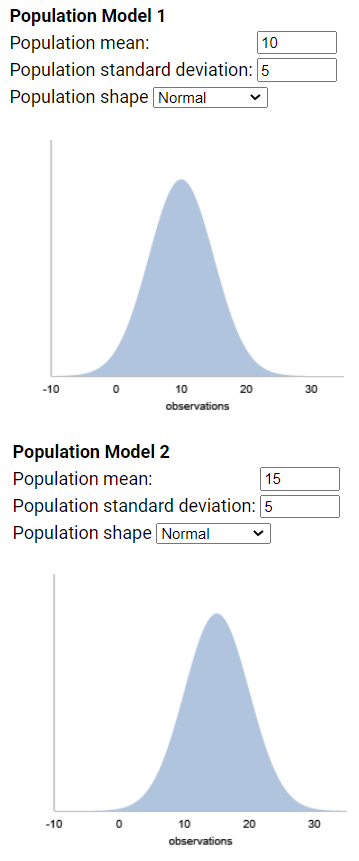 Population Model 1
Population mean: 10
Population standard deviation: 5
Population shape Normal
-10 0 10 20 30
observations
Population Model 2
Population mean: 15
Population standard deviation: 5
Population shape Normal
-10 0 10 20 30
observations